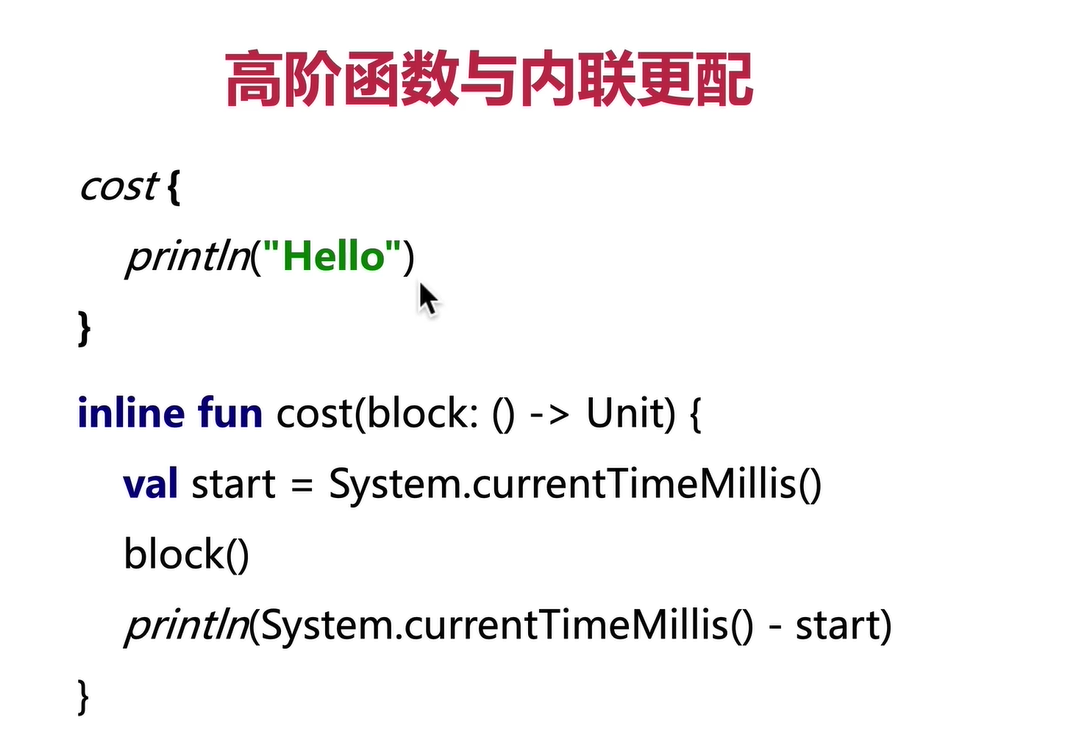 高阶函数与内联更配
cost {
println("Hello")
}
inline fun cost(block: () -> Unit) {
val start = System.currentTimeMillis()
block()
println(System.currentTimeMillis() - start)
}